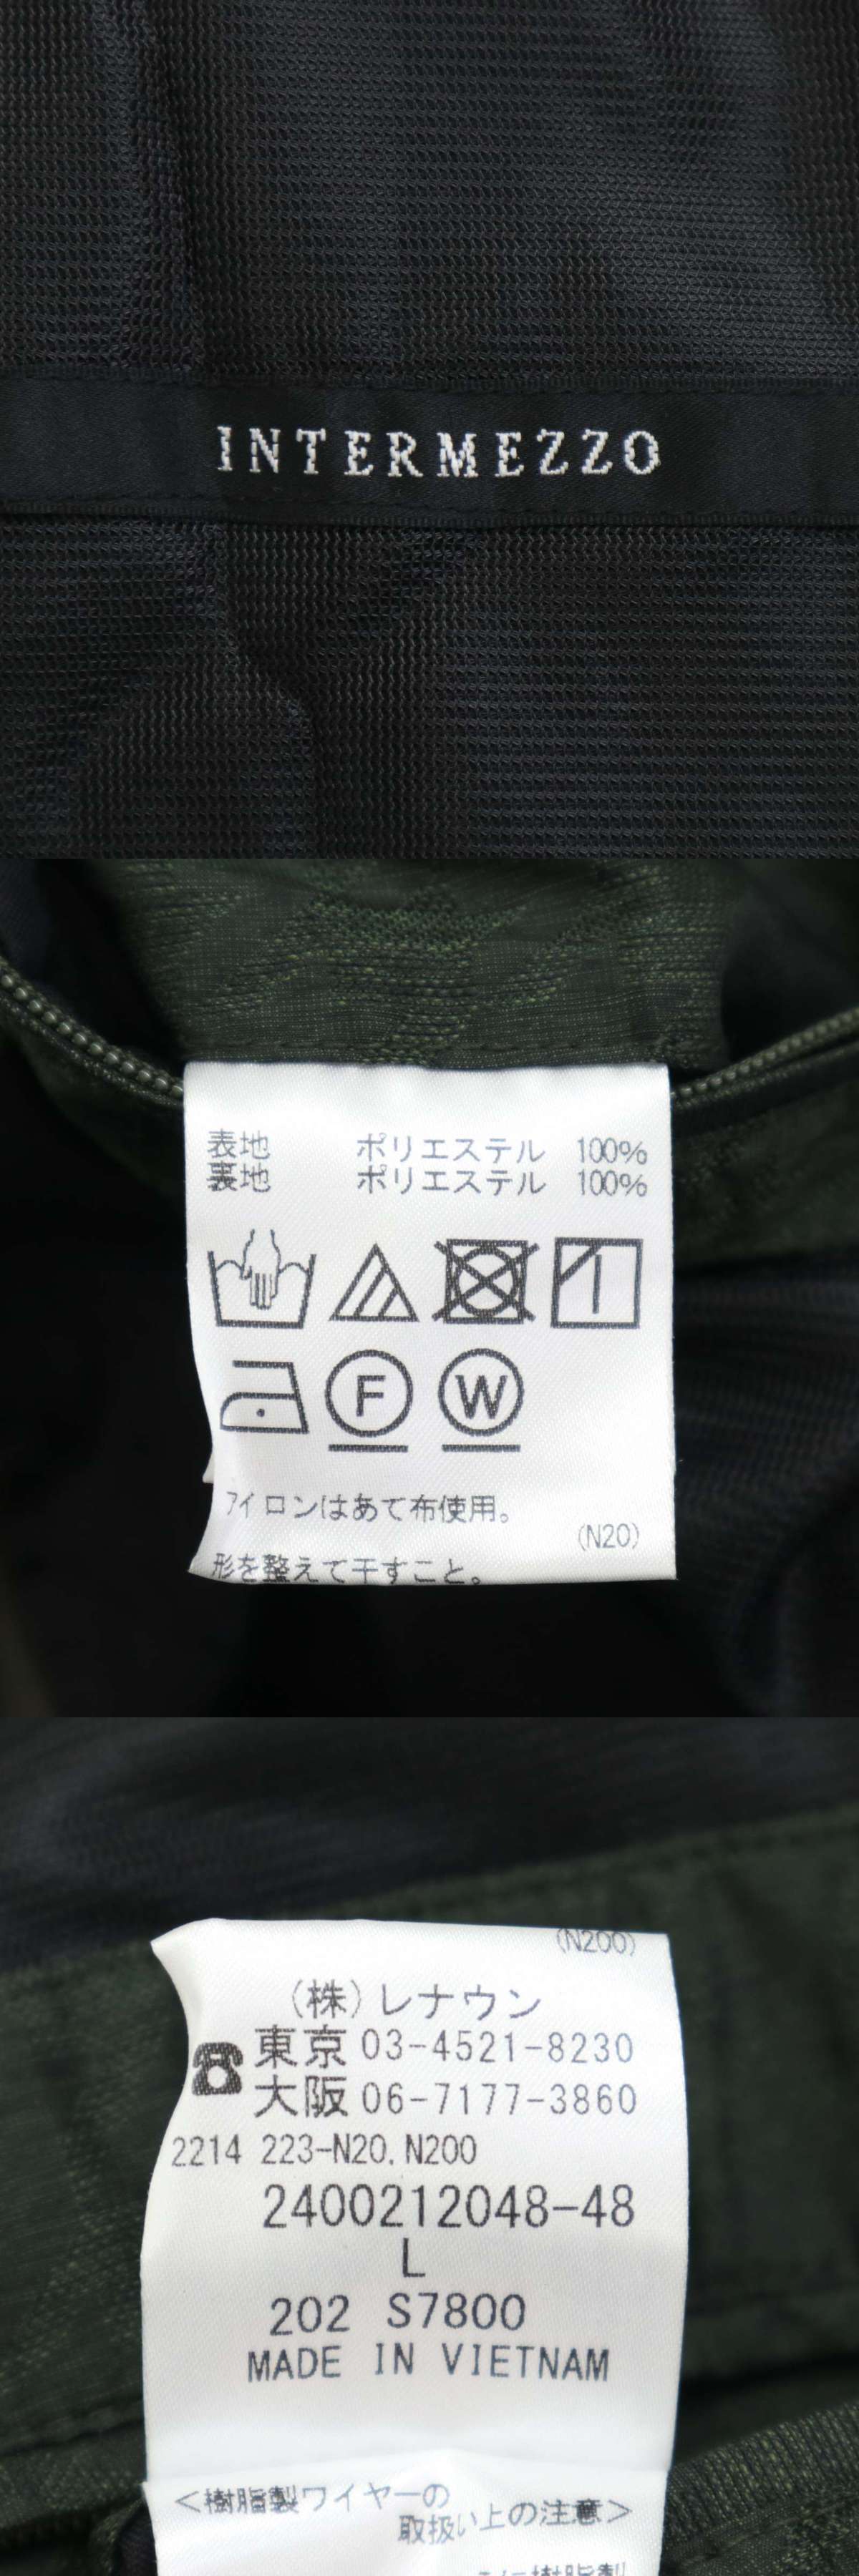 INTERMEZZO
表地 ポリエステル 100%
裏地 ポリエステル 100%
F W
アイロンはあて布使用。
(N20)
形を整えて干すこと。
(N200)
(株)レナウン
☎東京 03-4521-8230
大阪 06-7177-3860
2214 223-N20,N200
2400212048-48
L
202 S7800
MADE IN VIETNAM
<樹脂製ワイヤーの
取扱い上の注意>